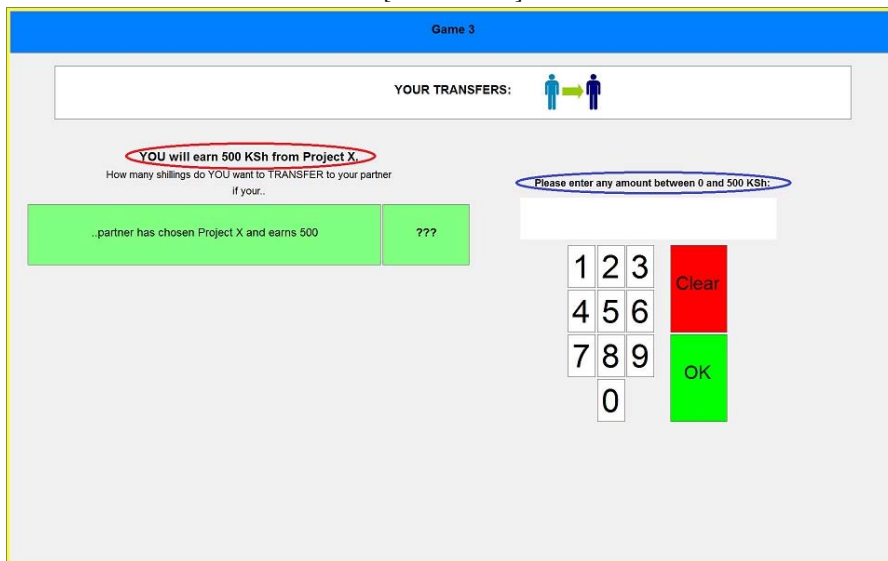 Game 3
YOUR TRANSFERS:
YOU will earn 500 KSh from Project X.
How many shillings do YOU want to TRANSFER to your partner
if your..
..partner has chosen Project X and earns 500
???
Please enter any amount between 0 and 500 KSh:
1 2 3
Clear
4 5 6
7 8 9
OK
0